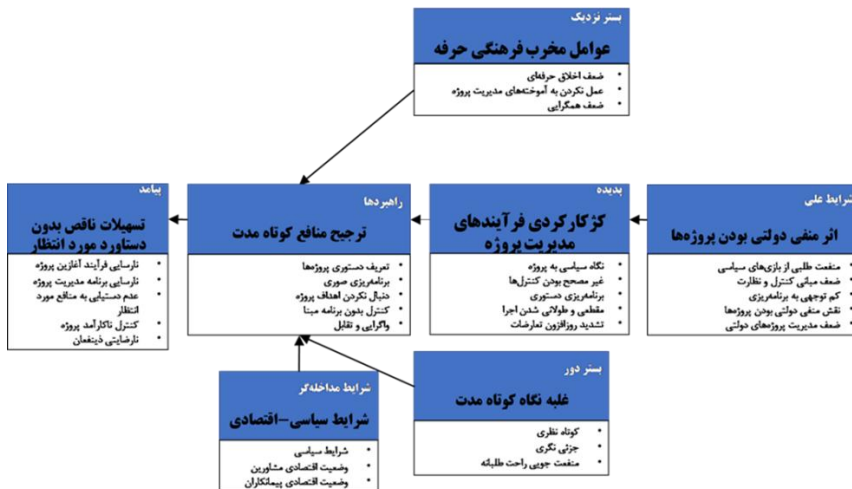 بستر نزدیک
عوامل مخرب فرهنگی حرفه
• ضعف اخلاق حرفه‌ای
• عمل نکردن به آموخته‌های مدیریت پروژه
• ضعف همگرایی
شرایط علی
اثر منفی دولتی بودن پروژه‌ها
• منفعت طلبی از بازی‌های سیاسی
• ضعف مبانی کنترل و نظارت
• کم توجهی به برنامه‌ریزی
• نقش منفی دولتی بودن پروژه‌ها
• ضعف مدیریت پروژه‌های دولتی
پدیده
کژکارکردی فرآیندهای
مدیریت پروژه
• نگاه سیاسی به پروژه
• غیر مصحح بودن کنترل‌ها
• برنامه‌ریزی دستوری
• مقطعی و طولانی شدن اجرا
• تشدید روزافزون تعارضات
راهبردها
ترجیح منافع کوتاه مدت
• تعریف دستوری پروژه‌ها
• برنامه‌ریزی صوری
• دنبال نکردن اهداف پروژه
• کنترل بدون برنامه مبنا
• واگرایی و تقابل
پیامد
تسهیلات ناقص بدون
دستاورد مورد انتظار
• نارسایی فرآیند آغازین پروژه
• نارسایی برنامه مدیریت پروژه
• عدم دستیابی به منافع مورد
انتظار
• کنترل ناکارآمد پروژه
• نارضایتی ذینفعان
بستر دور
غلبه نگاه کوتاه مدت
• کوتاه نظری
• جزئی نگری
• منفعت جویی راحت طلبانه
شرایط مداخله‌گر
شرایط سیاسی-اقتصادی
• شرایط سیاسی
• وضعیت اقتصادی مشاورین
• وضعیت اقتصادی پیمانکاران